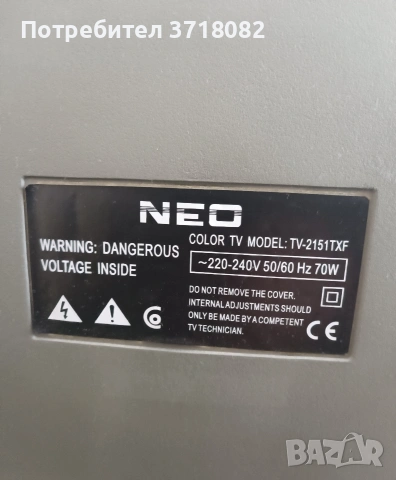 Потребител 3718082
NEO
WARNING: DANGEROUS
VOLTAGE INSIDE
COLOR TV MODEL: TV-2151TXF
~220-240V 50/60 Hz 70W
DO NOT REMOVE THE COVER.
INTERNAL ADJUSTMENTS SHOULD
ONLY BE MADE BY A COMPETENT
TV TECHNICIAN.
CE
BAZAR